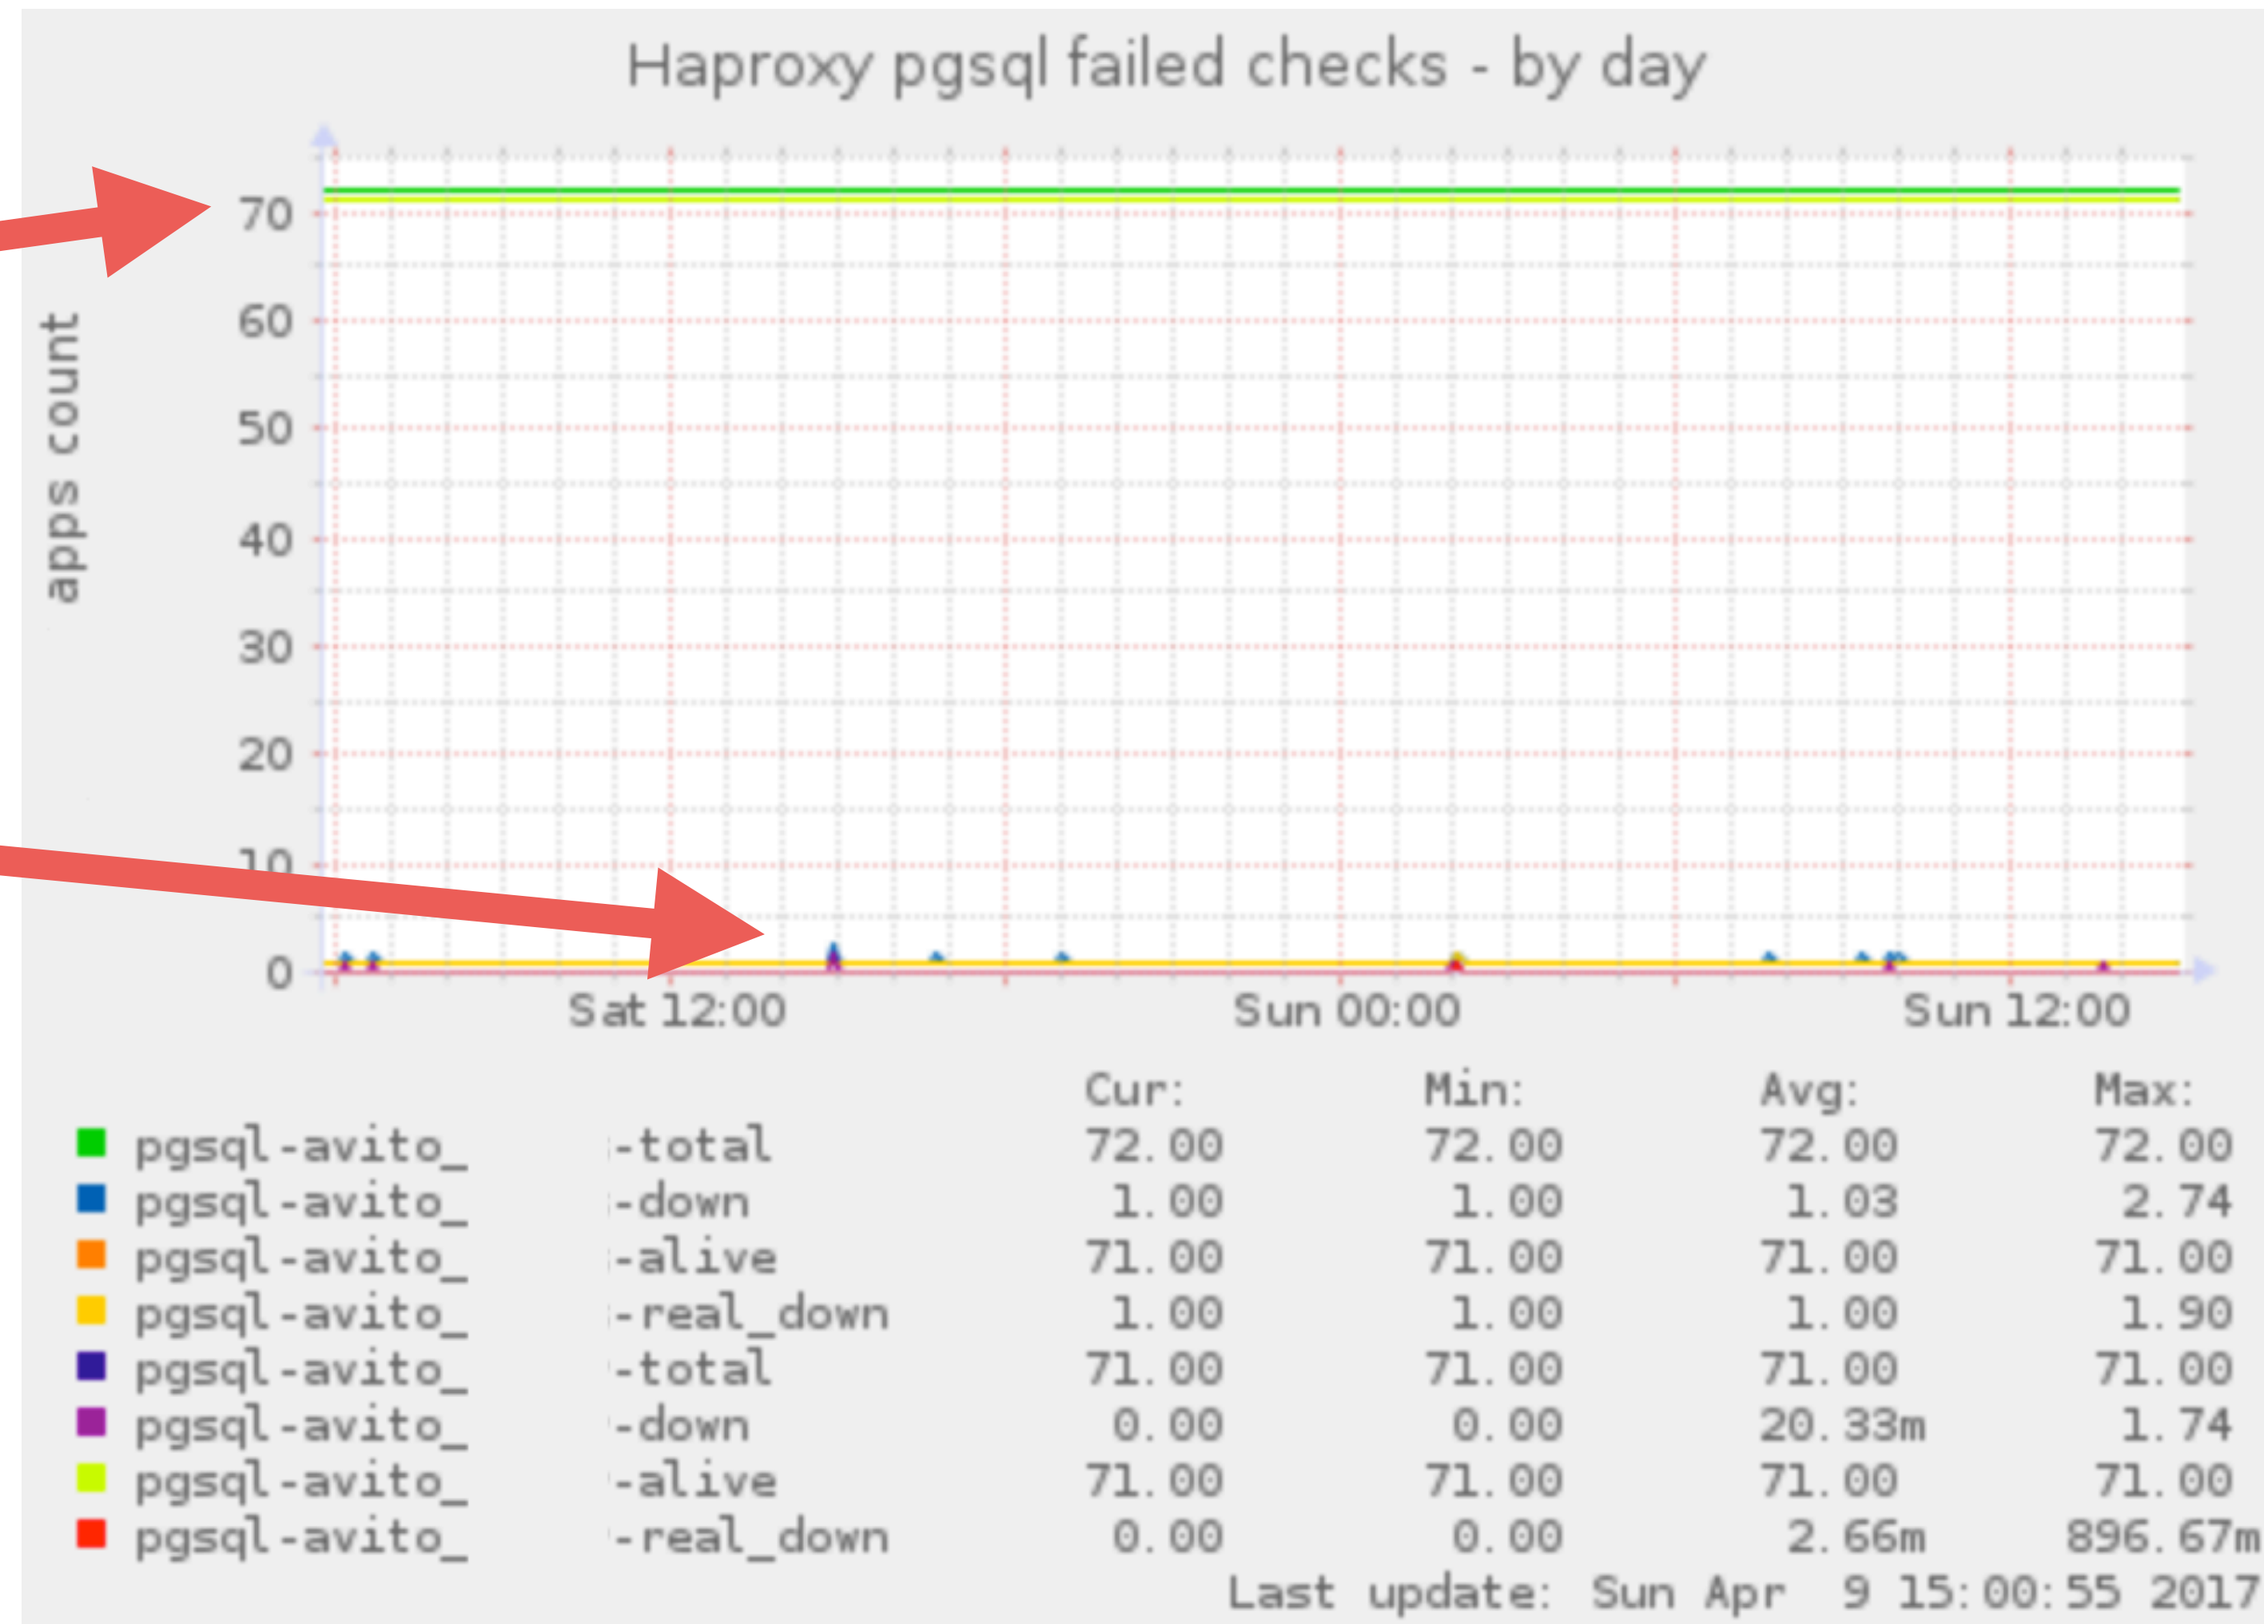 Haproxy pgsql failed checks - by day
apps count
70
60
50
40
30
20
10
0
Sat 12:00 Sun 00:00 Sun 12:00
Cur: Min: Avg: Max:
pgsql-avito_ -total 72.00 72.00 72.00 72.00
pgsql-avito_ -down 1.00 1.00 1.03 2.74
pgsql-avito_ -alive 71.00 71.00 71.00 71.00
pgsql-avito_ -real_down 1.00 1.00 1.00 1.90
pgsql-avito_ -total 71.00 71.00 71.00 71.00
pgsql-avito_ -down 0.00 0.00 20.33m 1.74
pgsql-avito_ -alive 71.00 71.00 71.00 71.00
pgsql-avito_ -real_down 0.00 0.00 2.66m 896.67m
Last update: Sun Apr 9 15:00:55 2017